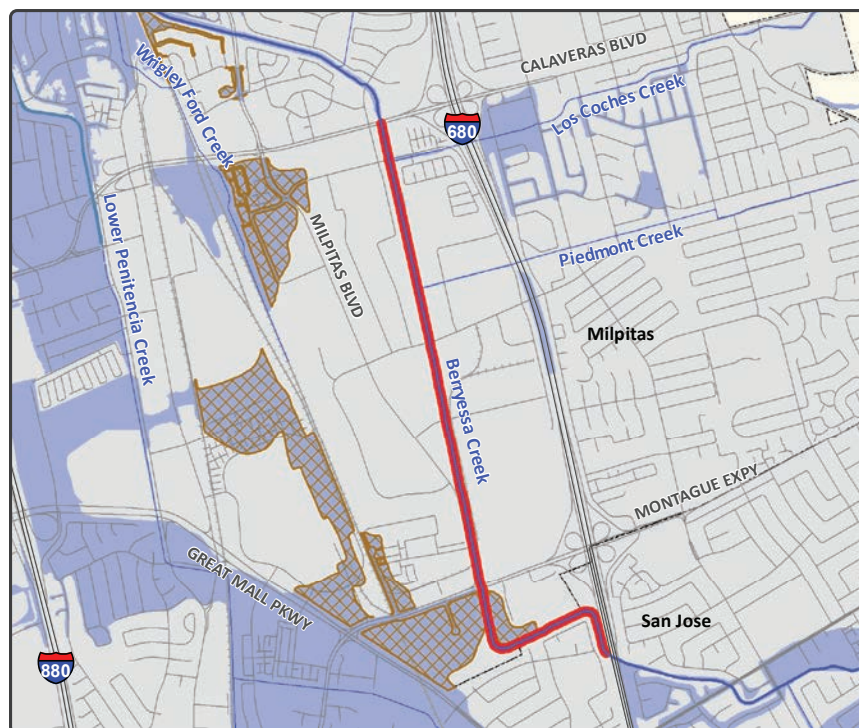 CALAVERAS BLVD
Wrigley Ford Creek
680
Los Coches Creek
Lower Penitencia Creek
MILPITAS BLVD
Piedmont Creek
Milpitas
Berryessa Creek
MONTAGUE EXPY
GREAT MALL PKWY
San Jose
880